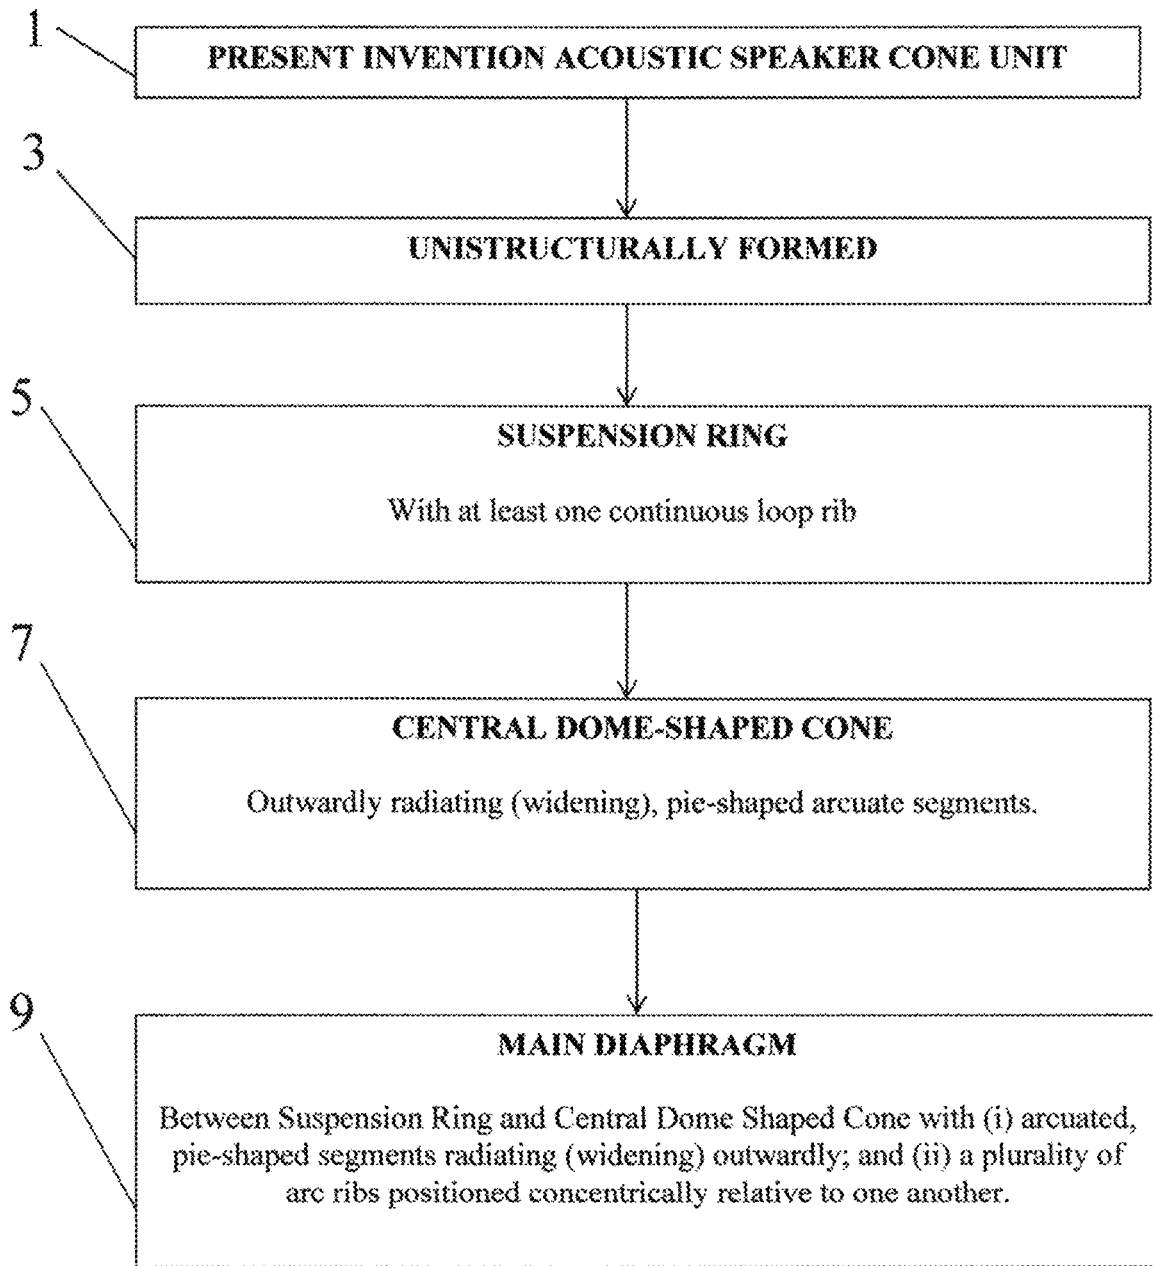 1
PRESENT INVENTION ACOUSTIC SPEAKER CONE UNIT
3
UNISTRUCTURALLY FORMED
5
SUSPENSION RING
With at least one continuous loop rib
7
CENTRAL DOME-SHAPED CONE
Outwardly radiating (widening), pie-shaped arcuate segments.
9
MAIN DIAPHRAGM
Between Suspension Ring and Central Dome Shaped Cone with (i) arcuated,
pie-shaped segments radiating (widening) outwardly; and (ii) a plurality of
arc ribs positioned concentrically relative to one another.